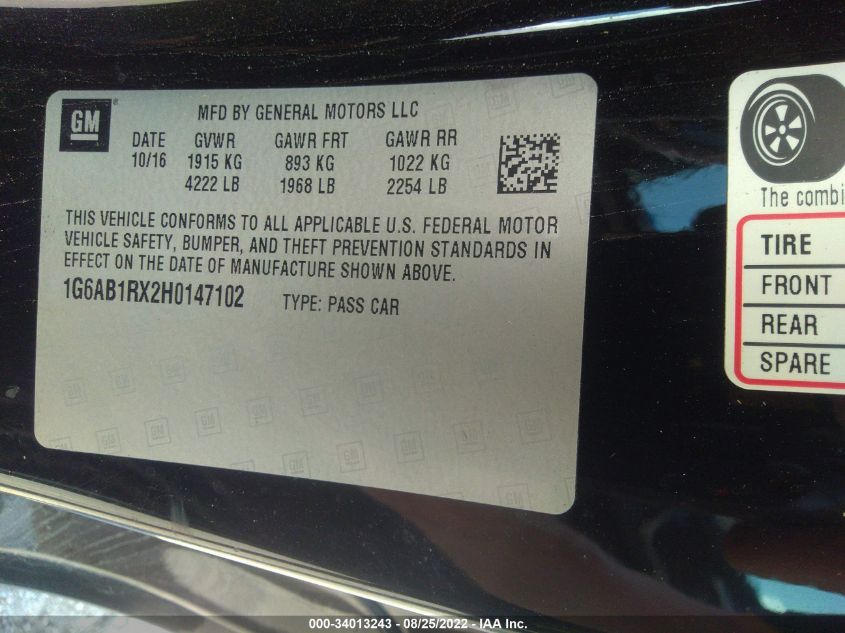 GM
MFD BY GENERAL MOTORS LLC
DATE GVWR GAWR FRT GAWR RR
10/16 1915 KG 893 KG 1022 KG
4222 LB 1968 LB 2254 LB
THIS VEHICLE CONFORMS TO ALL APPLICABLE U.S. FEDERAL MOTOR
VEHICLE SAFETY, BUMPER, AND THEFT PREVENTION STANDARDS IN
EFFECT ON THE DATE OF MANUFACTURE SHOWN ABOVE.
1G6AB1RX2H0147102 TYPE: PASS CAR
The combi
TIRE
FRONT
REAR
SPARE
000-34013243 - 08/25/2022 - IAA Inc.